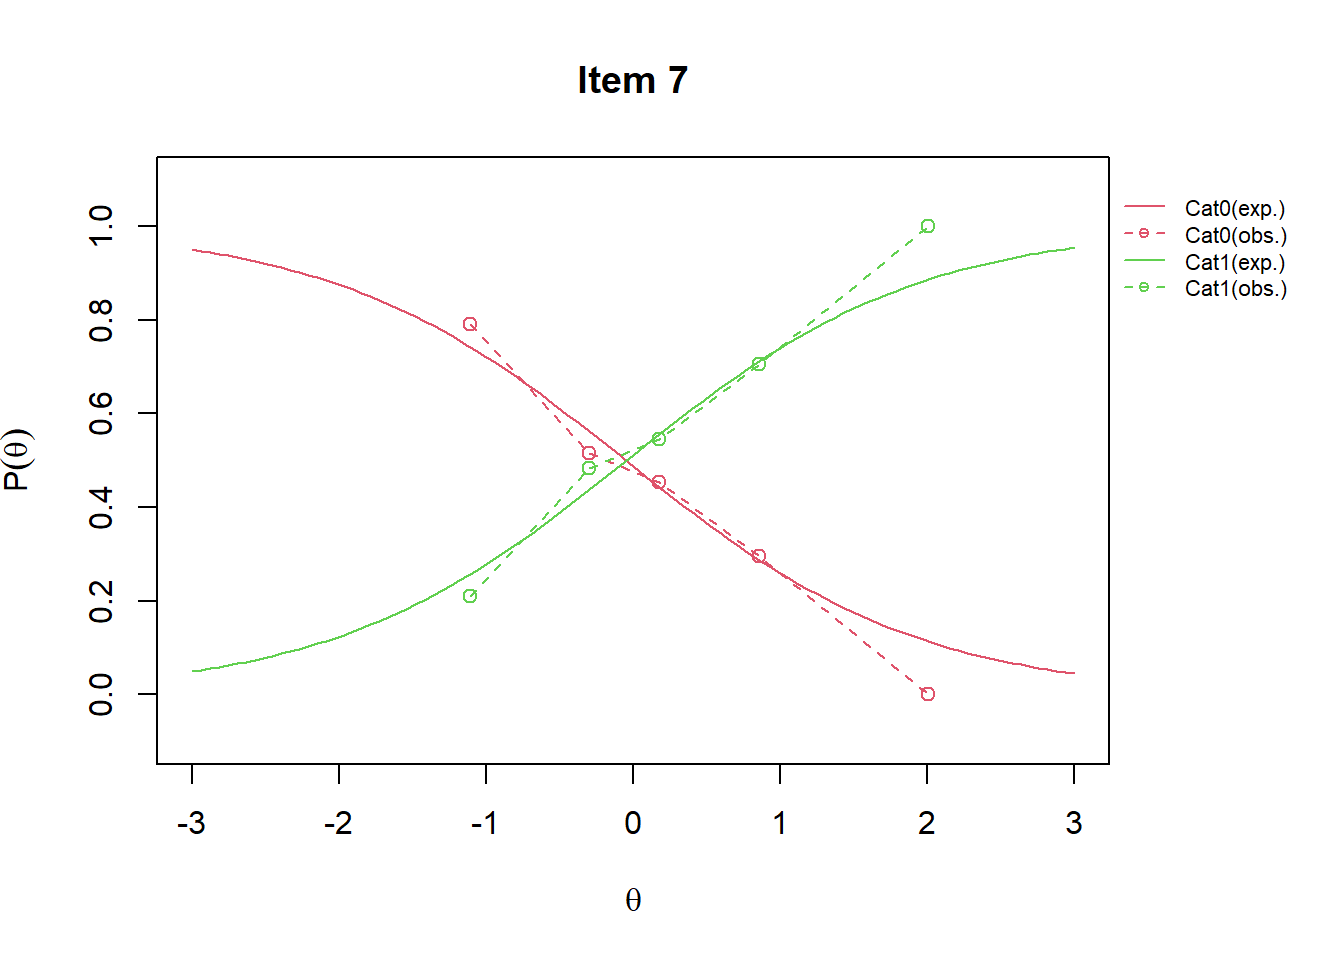 Item 7
P(θ)
1.0
0.8
0.6
0.4
0.2
0.0
-3 -2 -1 0 1 2 3
θ
Cat0(exp.)
Cat0(obs.)
Cat1(exp.)
Cat1(obs.)